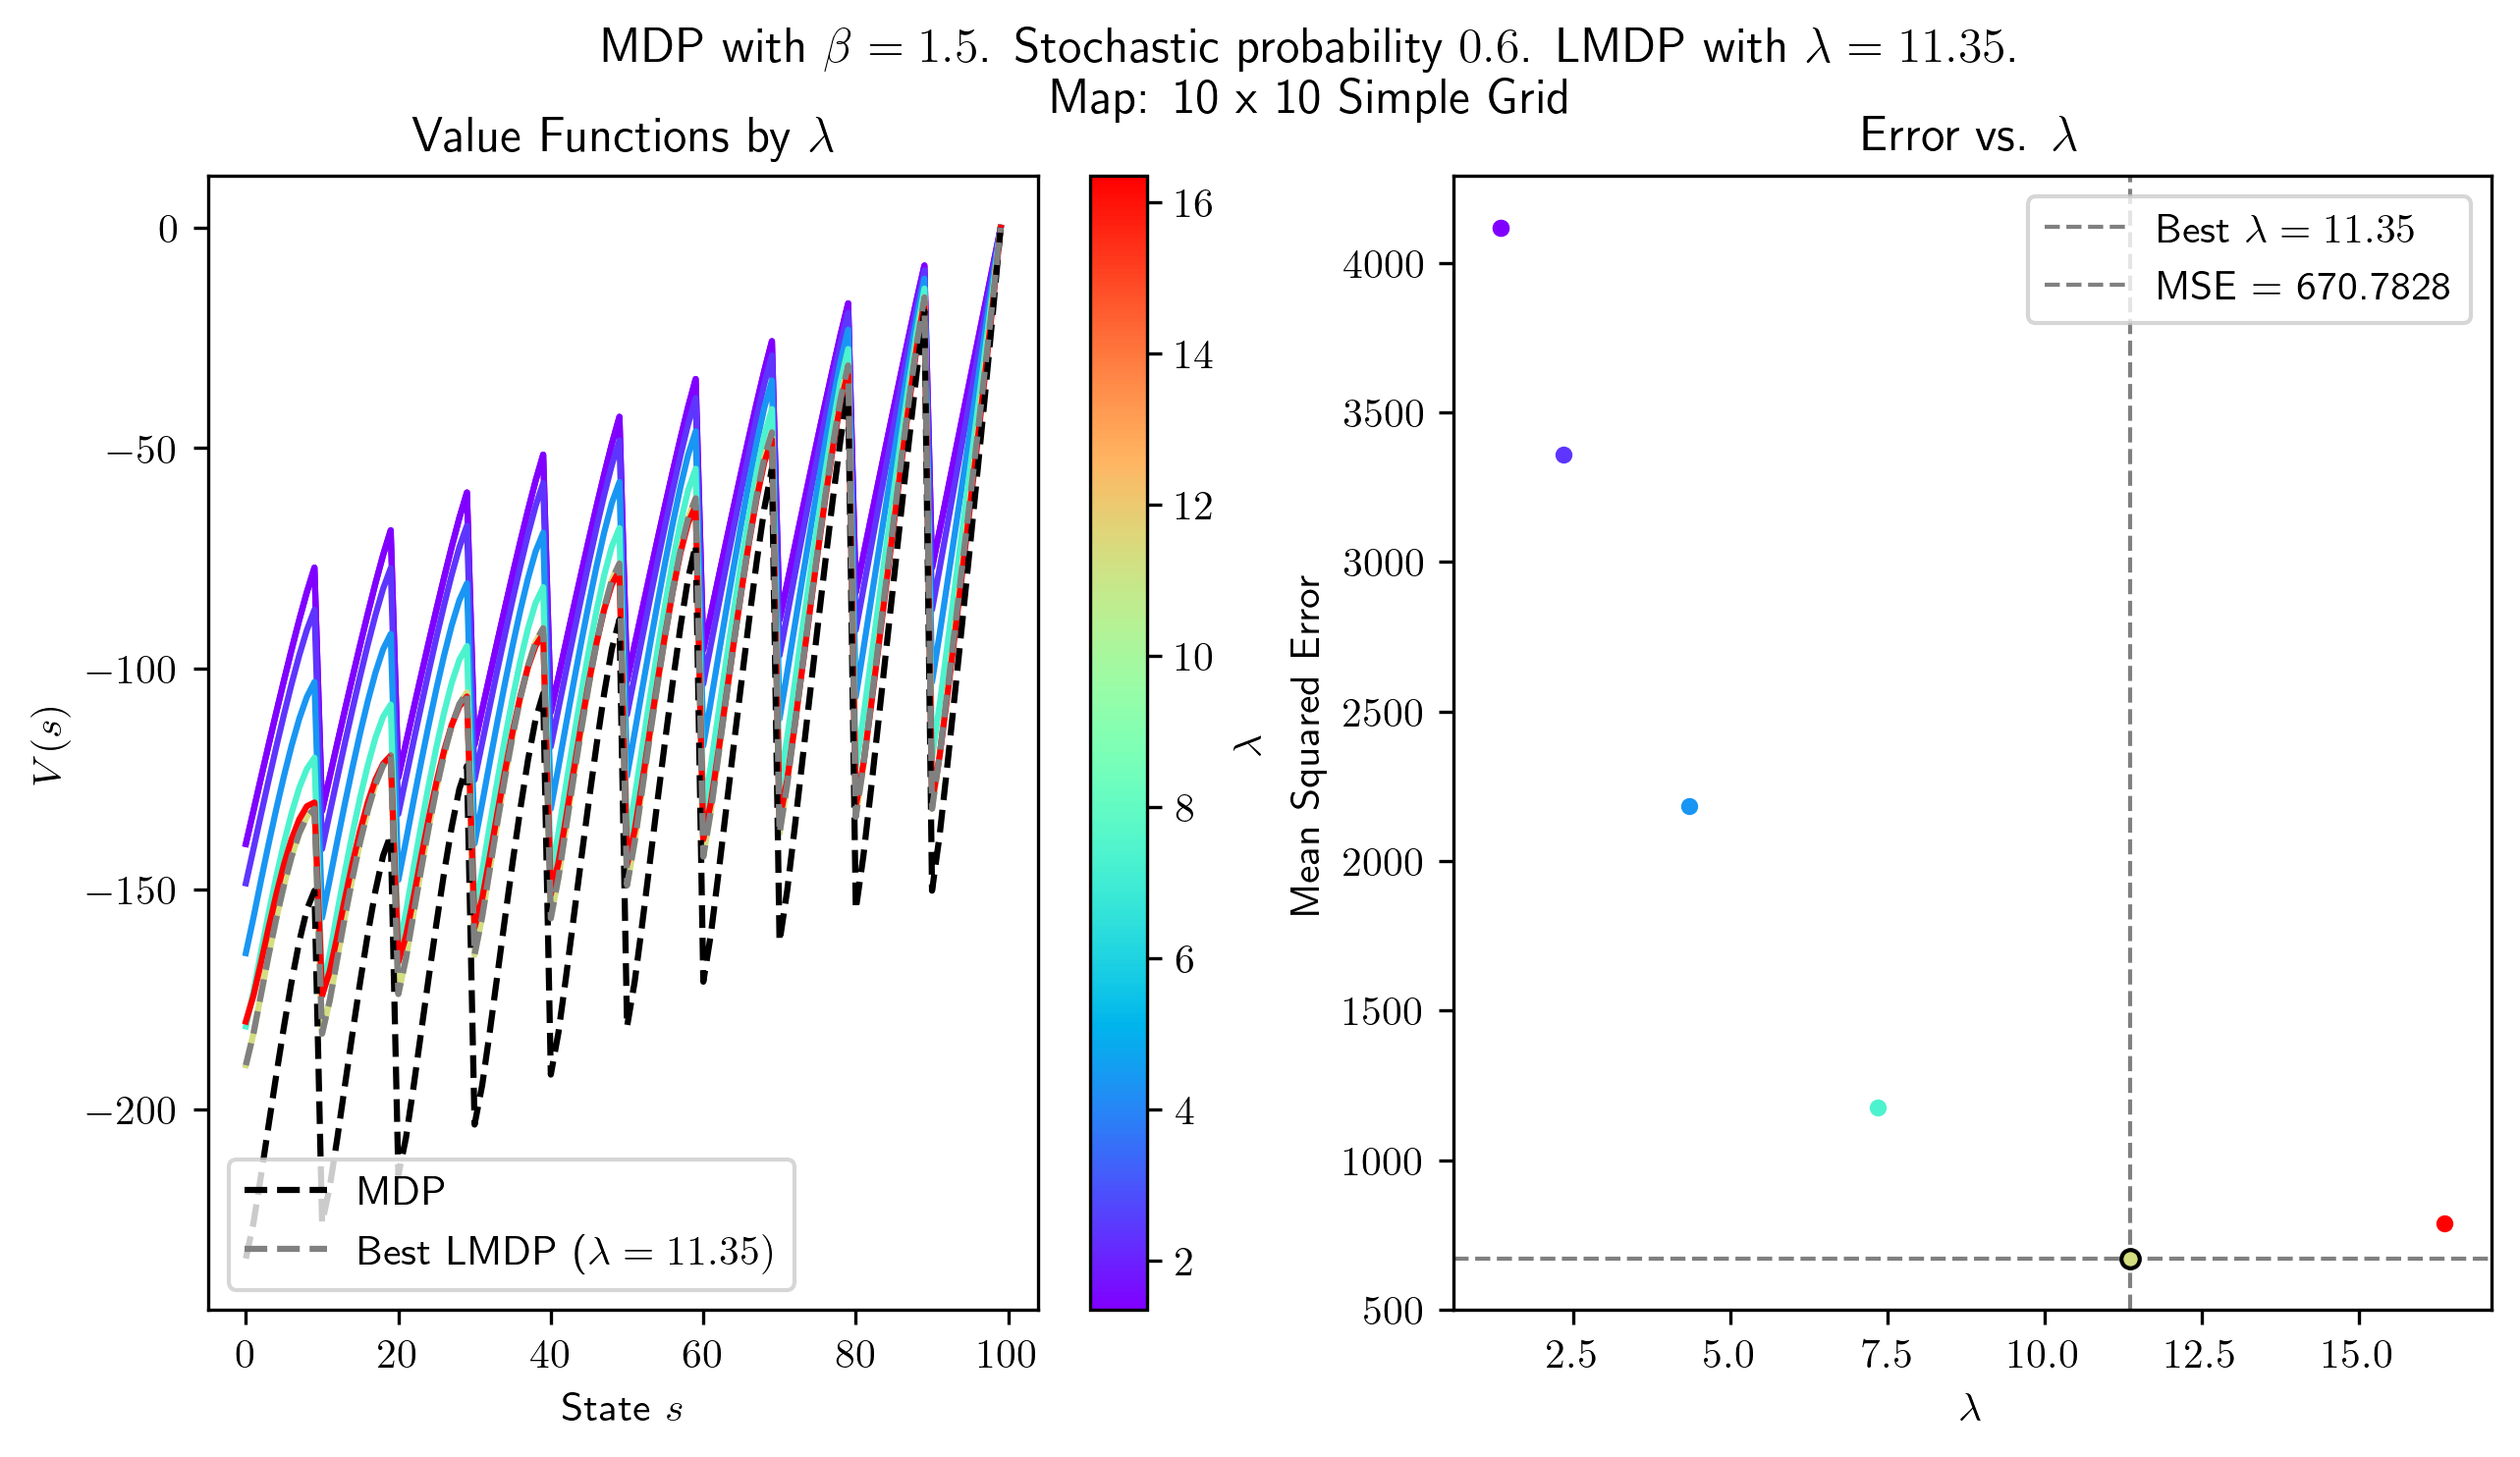 MDP with β = 1.5. Stochastic probability 0.6. LMDP with λ = 11.35.
Map: 10 x 10 Simple Grid
Value Functions by λ
0
−50
−100
−150
−200
V(s)
0
20
40
60
80
100
State s
MDP
Best LMDP (λ = 11.35)
16
14
12
10
8
6
4
2
λ
Error vs. λ
4000
3500
3000
2500
2000
1500
1000
500
Mean Squared Error
2.5
5.0
7.5
10.0
12.5
15.0
λ
Best λ = 11.35
MSE = 670.7828